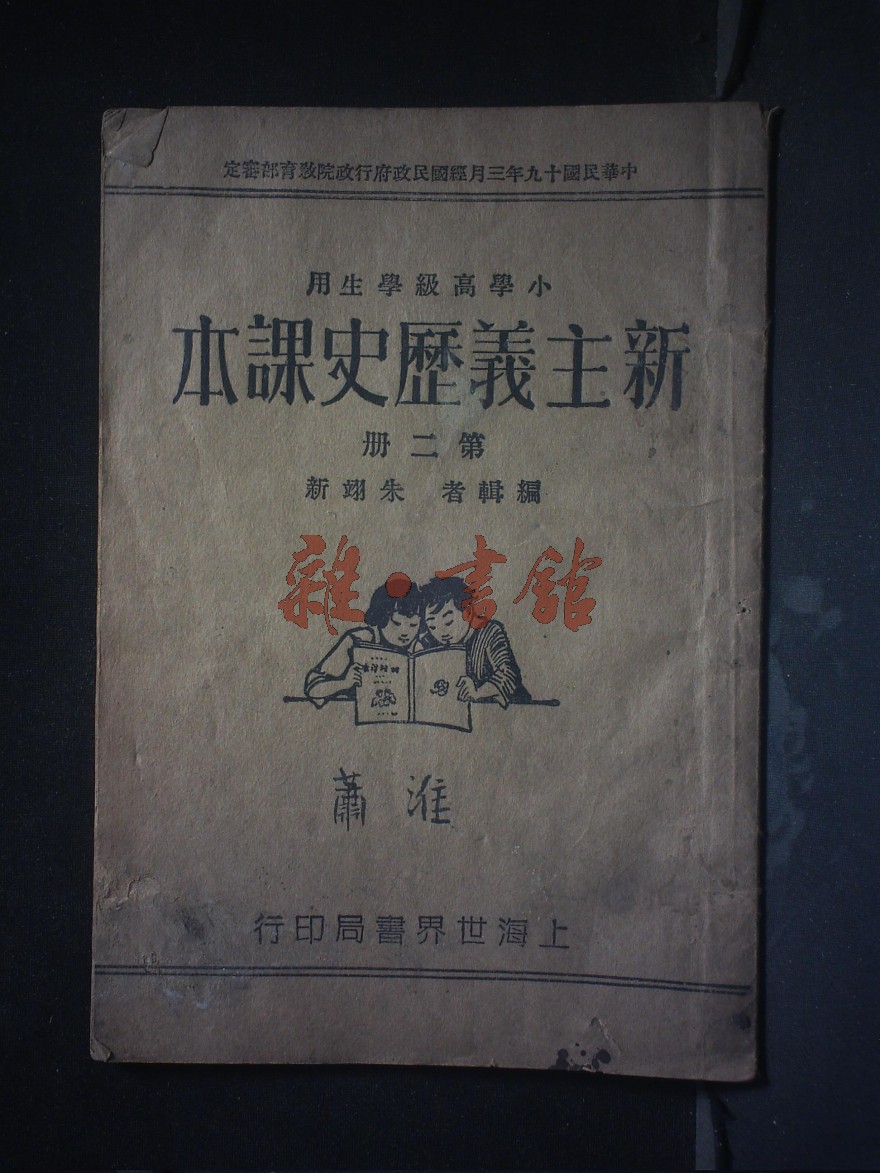 中華民國十九年三月經國民政府行政院教育部審定
小學高級學生用
新主義歷史課本
第二册
編輯者 朱翊新
雜·書館
淮蕭
上海世界書局印行